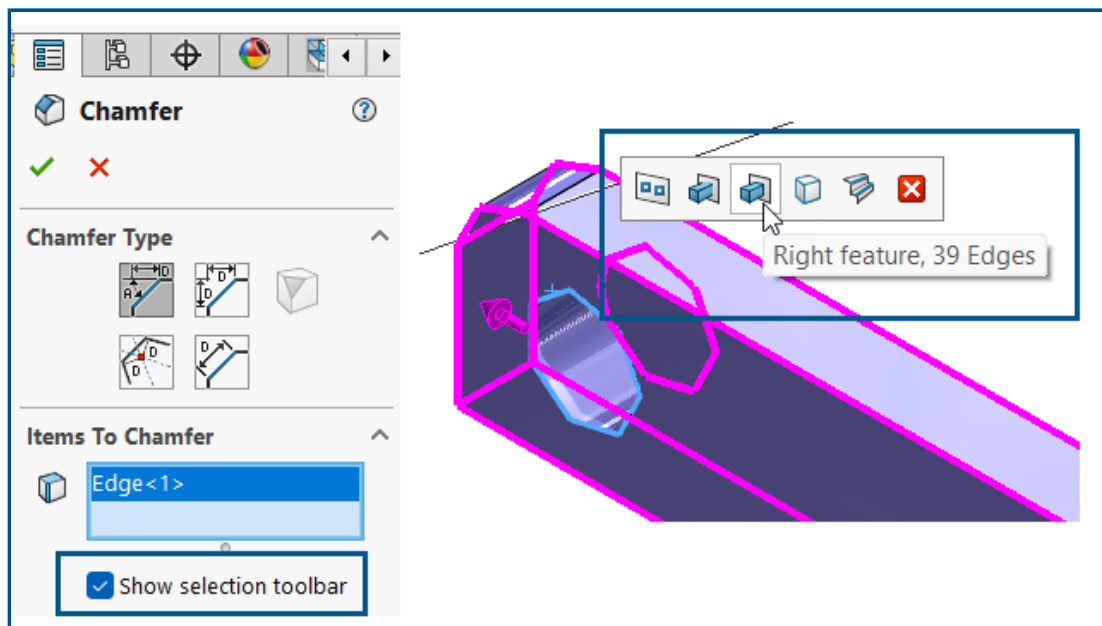 Chamfer
Chamfer Type
Items To Chamfer
Edge<1>
Show selection toolbar
Right feature, 39 Edges